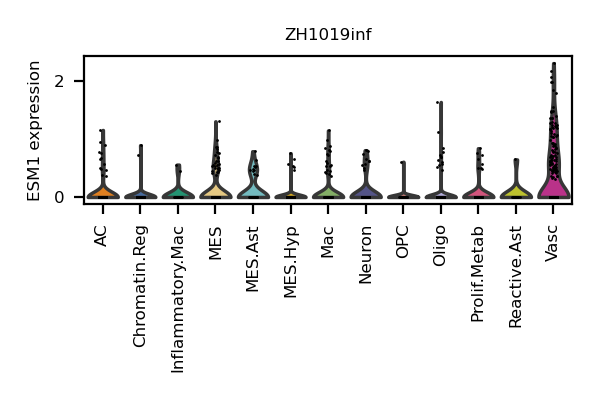 ZH1019inf
ESM1 expression
2
0
AC
Chromatin.Reg
Inflammatory.Mac
MES
MES.Ast
MES.Hyp
Mac
Neuron
OPC
Oligo
Prolif.Metab
Reactive.Ast
Vasc